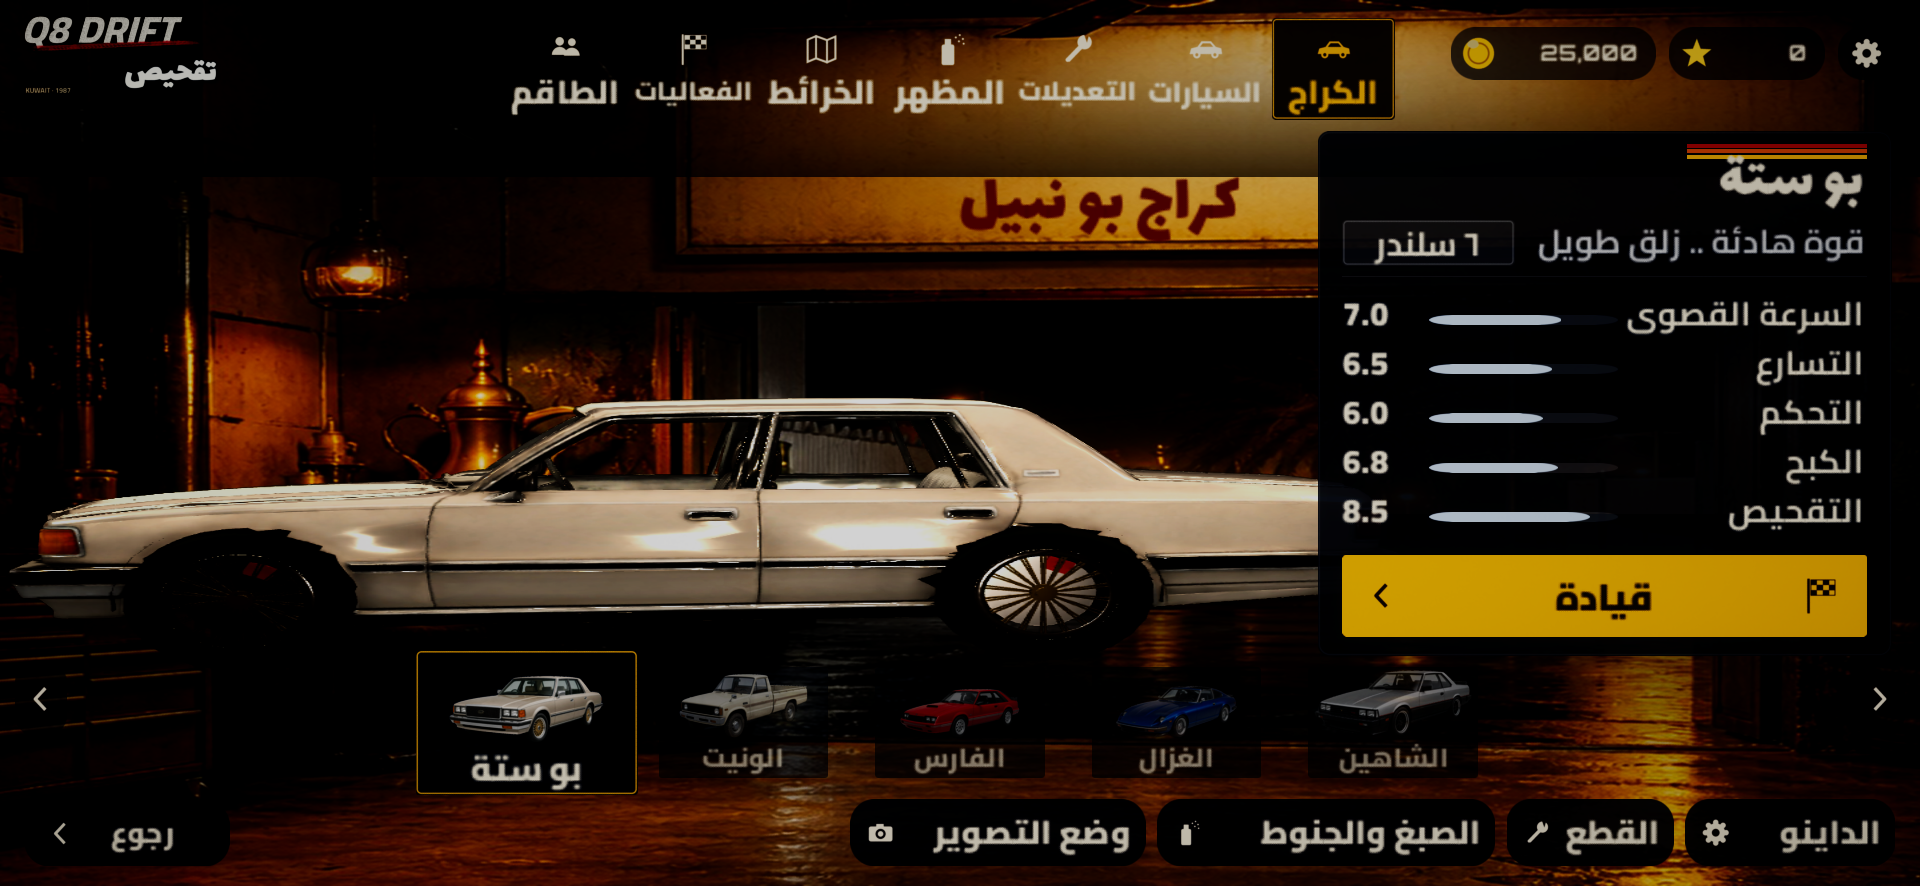 Q8 DRIFT
تقحيص
KUWAIT · 1987
الكراج
السيارات
التعديلات
المظهر
الخرائط
الفعاليات
الطاقم
25,000
0
كراج بو نبيل
بو ستة
قوة هادئة .. زلق طويل
٦ سلندر
السرعة القصوى 7.0
التسارع 6.5
التحكم 6.0
الكبح 6.8
التقحيص 8.5
قيادة
بو ستة
الونيت
الفارس
الغزال
الشاهين
رجوع
وضع التصوير
الصبغ والجنوط
القطع
الداينو